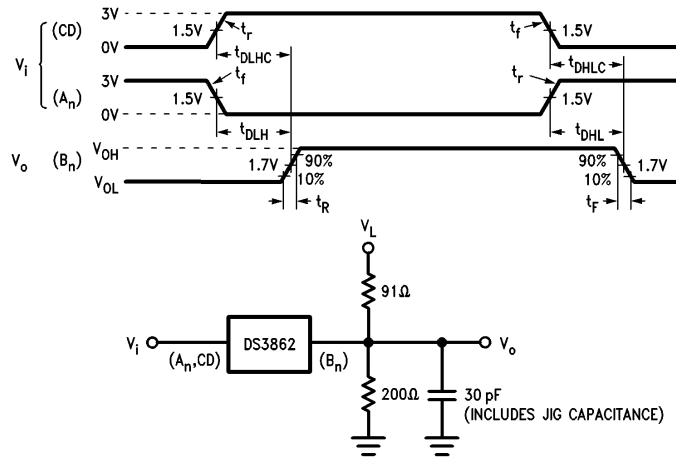 3V
(CD) 1.5V tr tf 1.5V
0V tDLHC tDHLC
Vi
3V tf tr
(An) 1.5V 1.5V
0V
tDLH tDHL
Vo (Bn) VOH
1.7V 90% 90% 1.7V
10% 10%
VOL
tR tF
VL
91Ω
Vi (An,CD) DS3862 (Bn) Vo
200Ω 30 pF
(INCLUDES JIG CAPACITANCE)